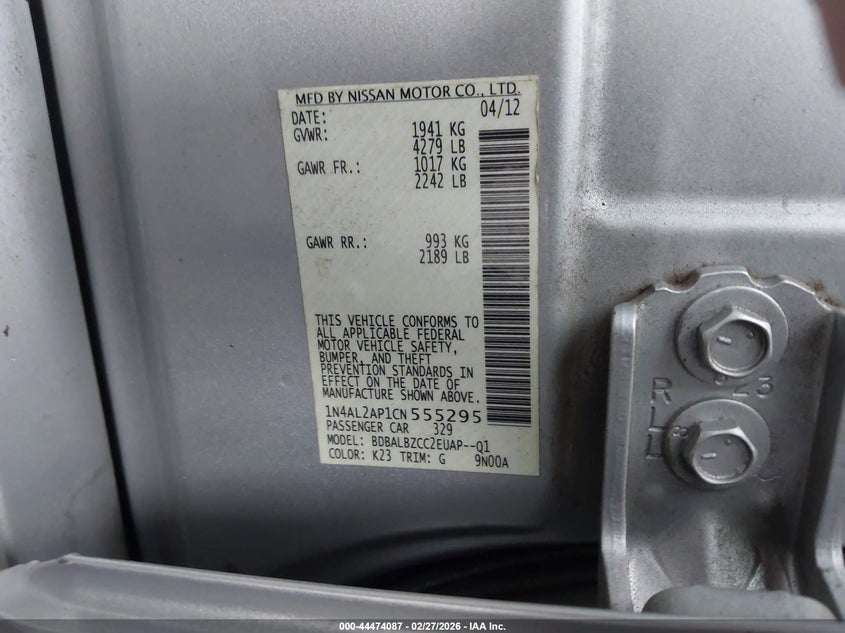 MFD BY NISSAN MOTOR CO., LTD.
DATE: 04/12
GVWR: 1941 KG
4279 LB
GAWR FR.: 1017 KG
2242 LB
GAWR RR.: 993 KG
2189 LB
THIS VEHICLE CONFORMS TO
ALL APPLICABLE FEDERAL
MOTOR VEHICLE SAFETY,
BUMPER, AND THEFT
PREVENTION STANDARDS IN
EFFECT ON THE DATE OF
MANUFACTURE SHOWN ABOVE.
1N4AL2AP1CN555295
PASSENGER CAR 329
MODEL: BDBALBZCC2EUAP--Q1
COLOR: K23 TRIM: G 9N00A
000-44474087 - 02/27/2026 - IAA Inc.